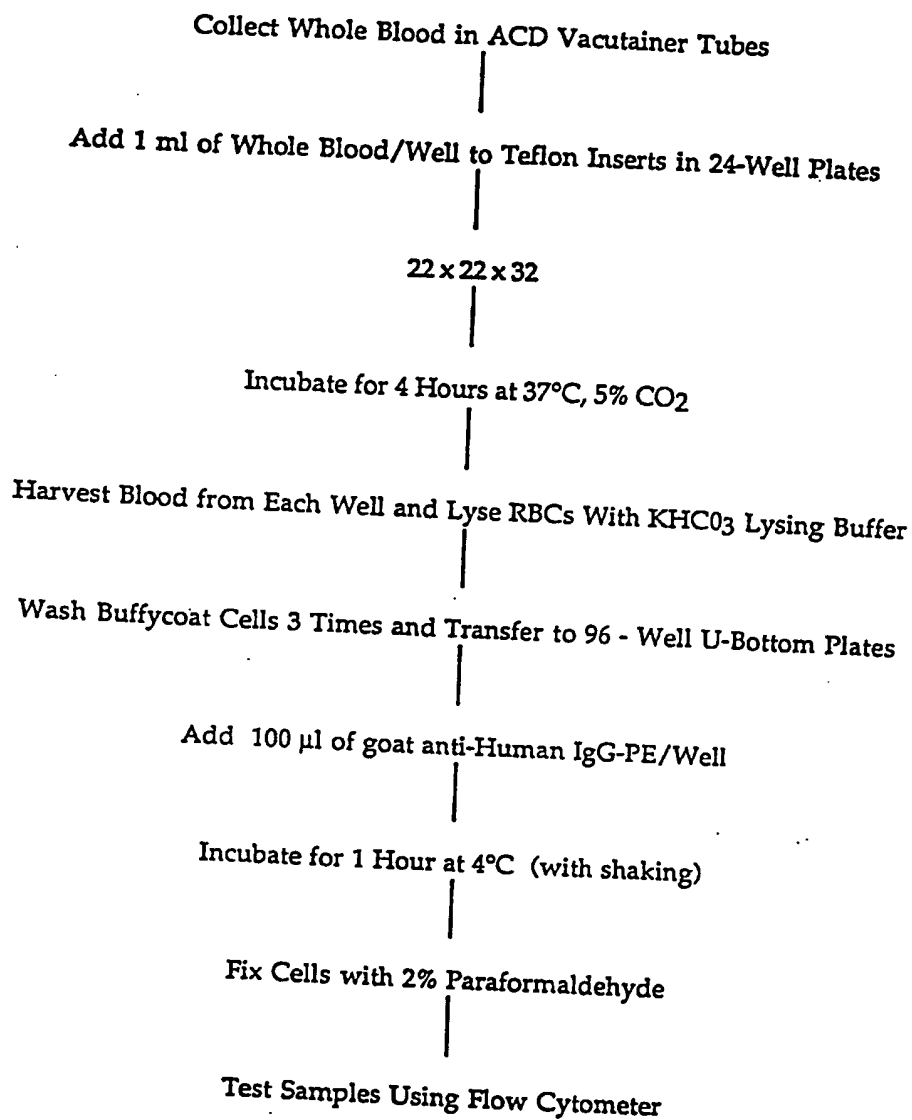 Collect Whole Blood in ACD Vacutainer Tubes
Add 1 ml of Whole Blood/Well to Teflon Inserts in 24-Well Plates
22 x 22 x 32
Incubate for 4 Hours at 37°C, 5% CO2
Harvest Blood from Each Well and Lyse RBCs With KHC03 Lysing Buffer
Wash Buffycoat Cells 3 Times and Transfer to 96 - Well U-Bottom Plates
Add 100 µl of goat anti-Human IgG-PE/Well
Incubate for 1 Hour at 4°C (with shaking)
Fix Cells with 2% Paraformaldehyde
Test Samples Using Flow Cytometer